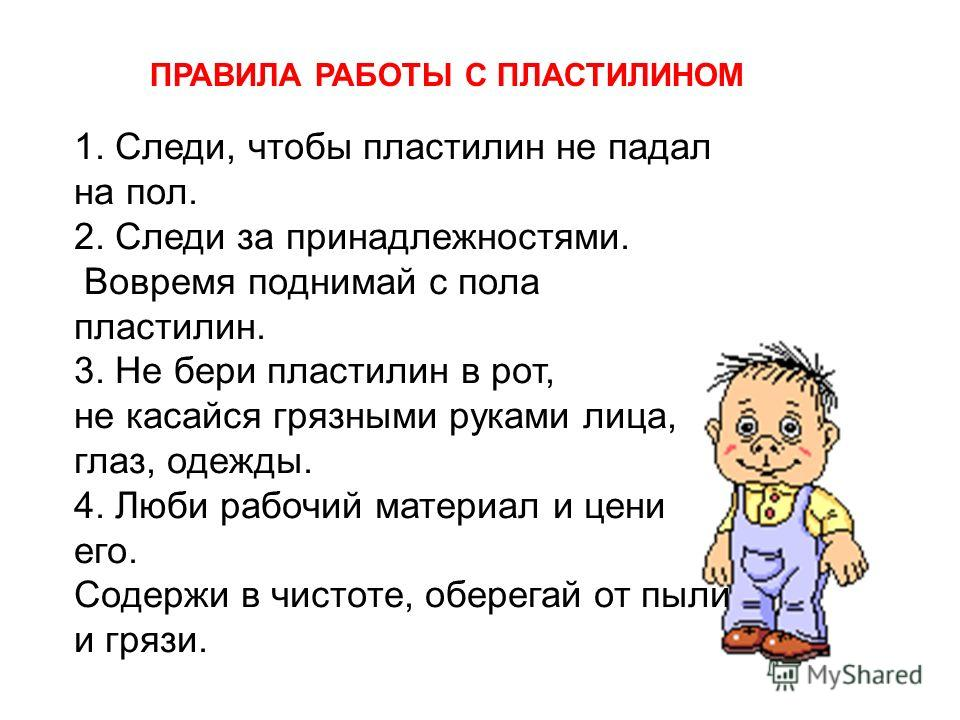 ПРАВИЛА РАБОТЫ С ПЛАСТИЛИНОМ
1. Следи, чтобы пластилин не падал
на пол.
2. Следи за принадлежностями.
Вовремя поднимай с пола
пластилин.
3. Не бери пластилин в рот,
не касайся грязными руками лица,
глаз, одежды.
4. Люби рабочий материал и цени
его.
Содержи в чистоте, оберегай от пыли
и грязи.
MyShared